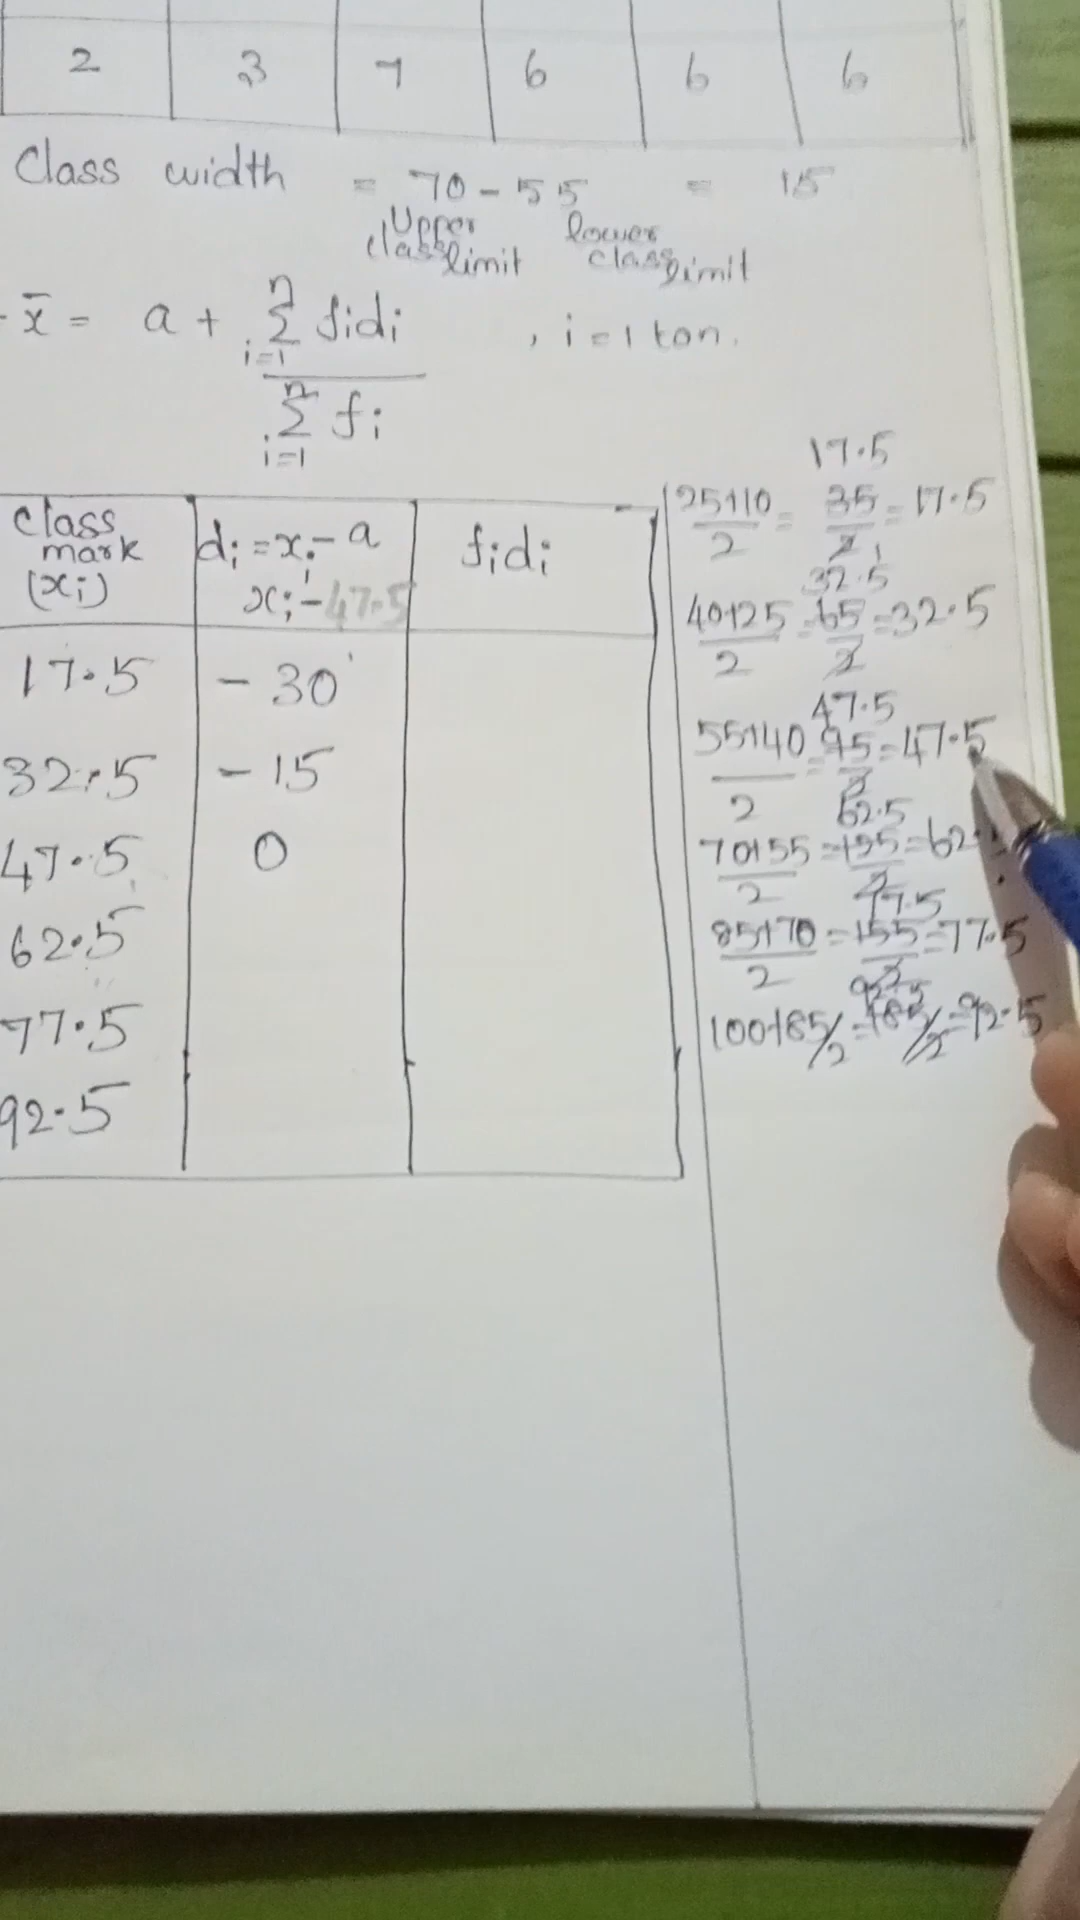 2 3 7 6 6 6
Class width = 70 - 55 = 15
Upper class limit lower class limit
x̄ = a + n Σ i=1 fidi , i = 1 to n.
n Σ i=1 fi
class mark (xi)
di = xi - a
xi - 47.5
fidi
17.5 -30
32.5 -15
47.5 0
62.5
77.5
92.5
17.5
25+10/2 = 35/2 = 17.5
32.5
40+25/2 = 65/2 = 32.5
47.5
55+40/2 = 95/2 = 47.5
62.5
70+55/2 = 125/2 = 62.
77.5
85+70/2 = 155/2 = 77.5
92.5
100+85/2 = 185/2 = 92.5